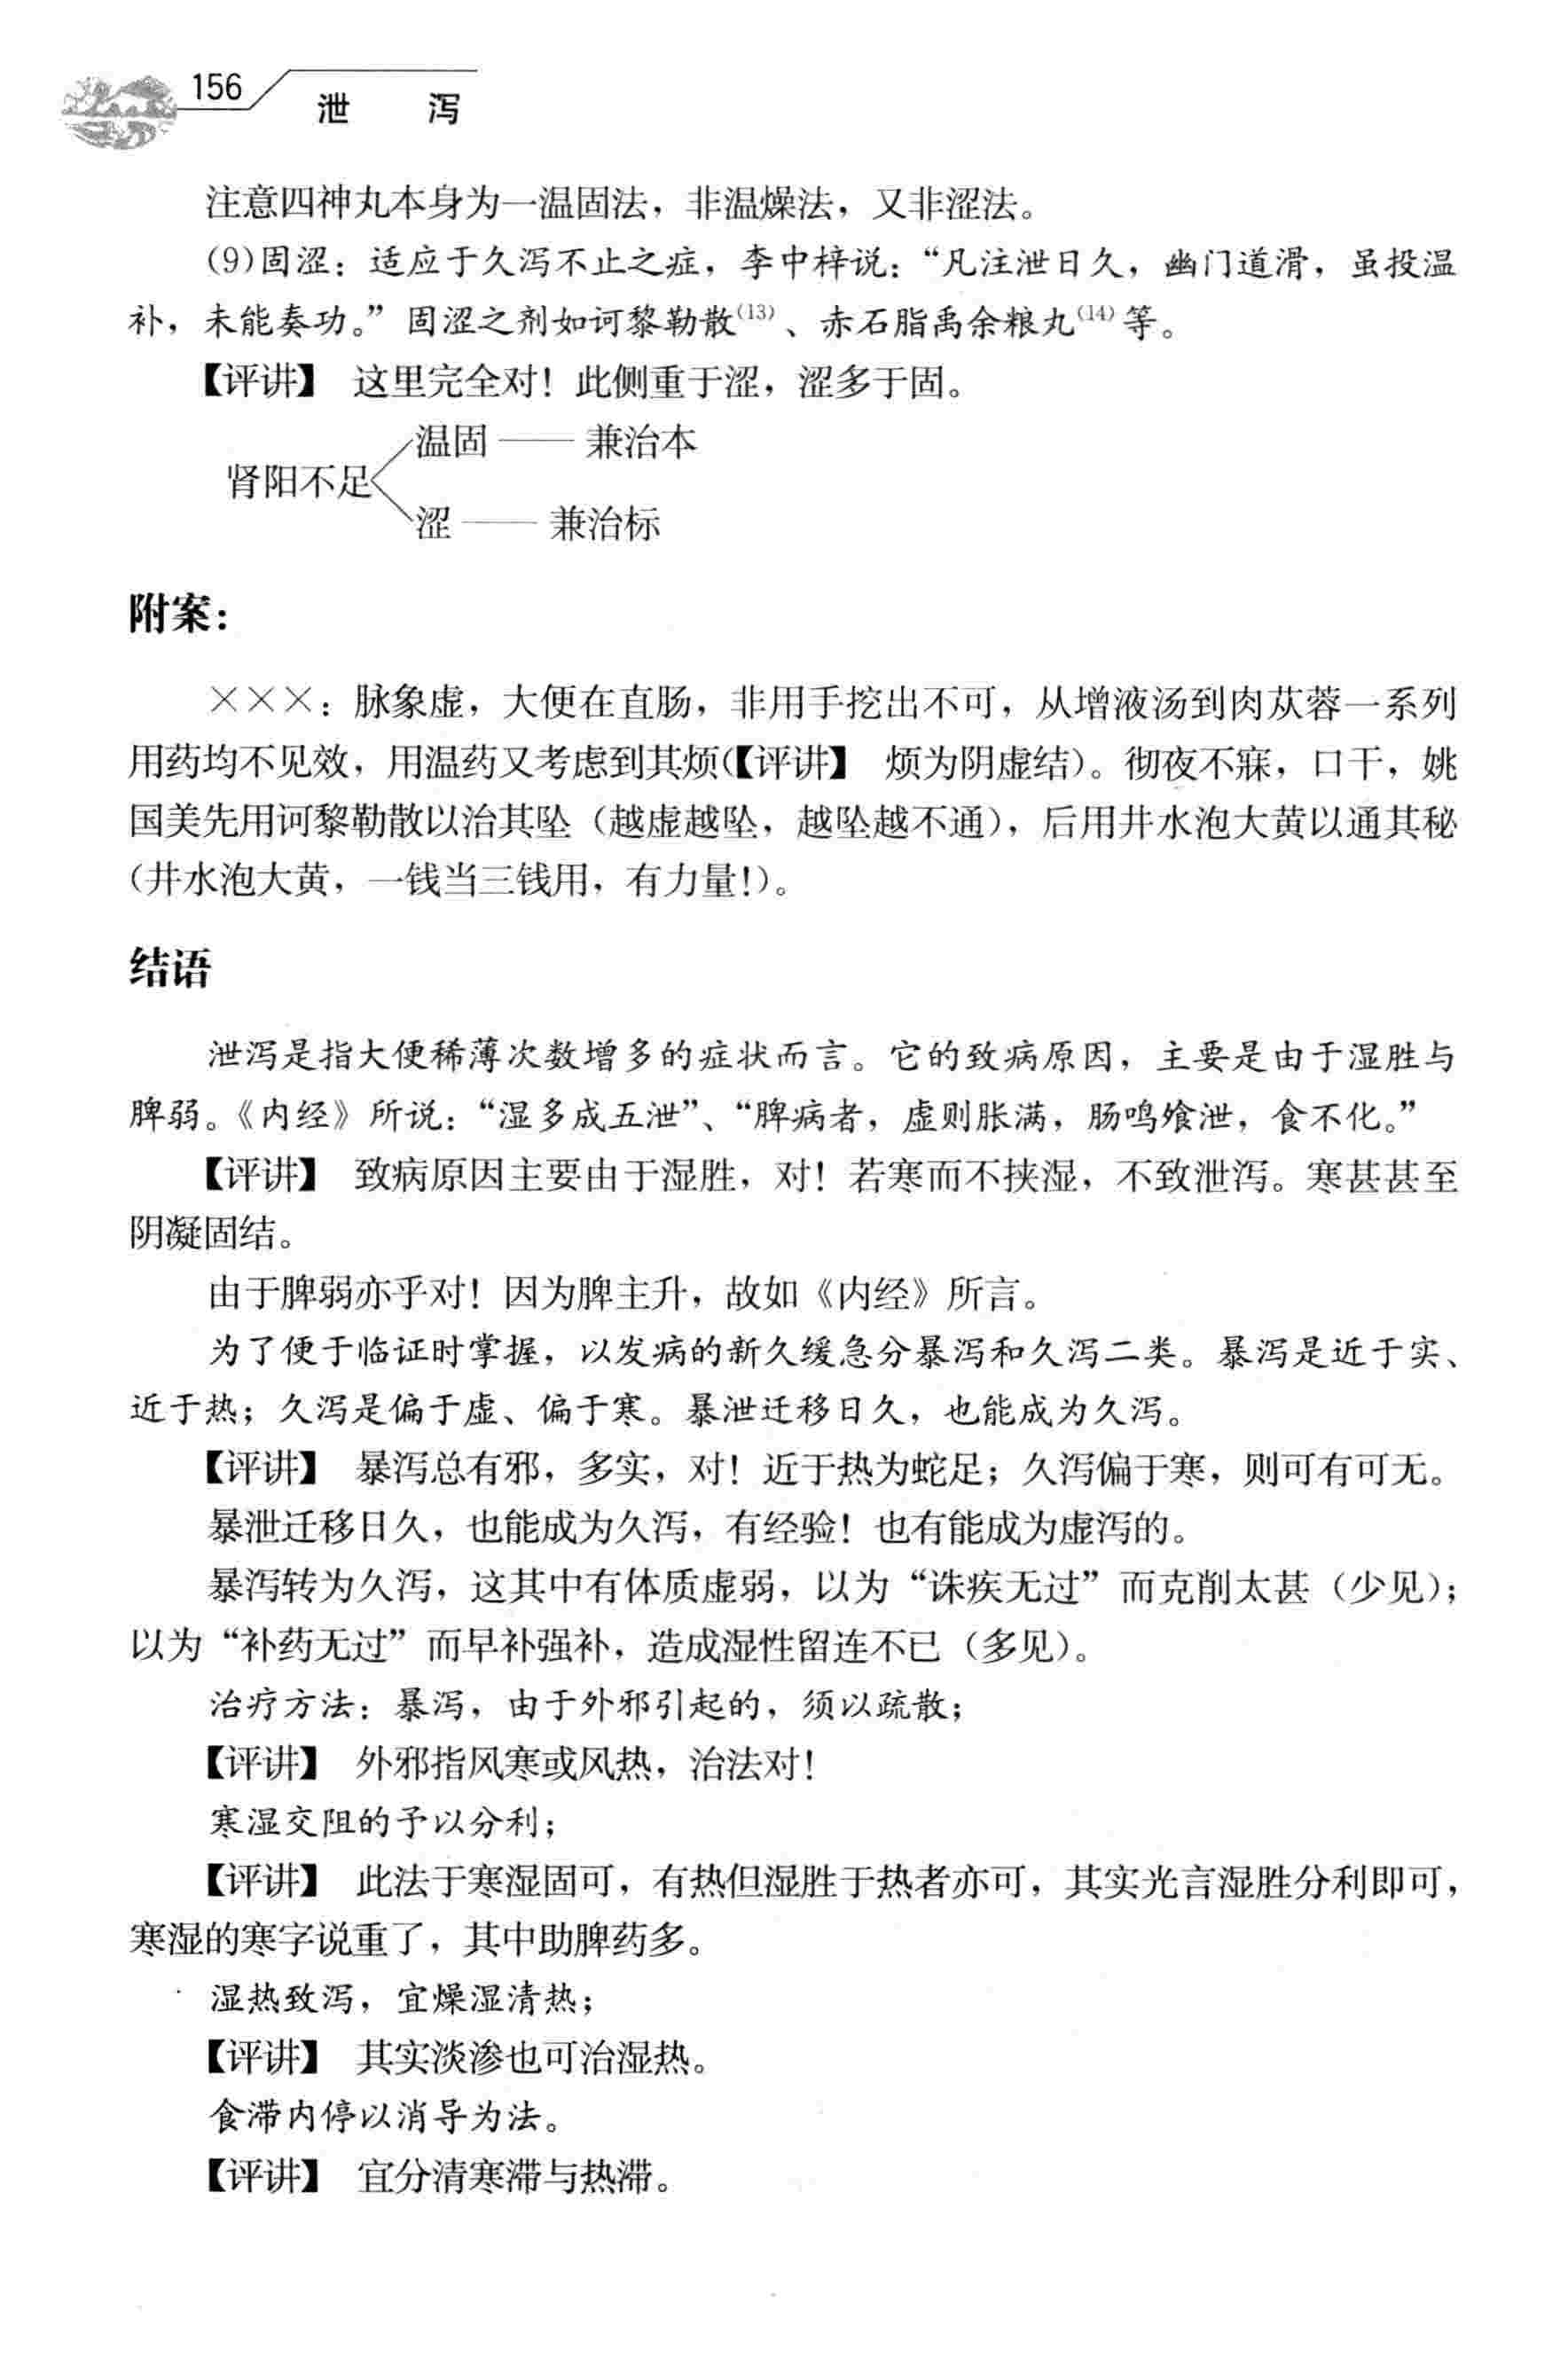 156
泄 泻
注意四神丸本身为一温固法，非温燥法，又非涩法。
(9)固涩：适应于久泻不止之症，李中梓说：“凡注泄日久，幽门道滑，虽投温
补，未能奏功。”固涩之剂如诃黎勒散(13)、赤石脂禹余粮丸(14)等。
【评讲】 这里完全对！此侧重于涩，涩多于固。
温固——兼治本
肾阳不足
涩——兼治标
附案：
×××：脉象虚，大便在直肠，非用手挖出不可，从增液汤到肉苁蓉一系列
用药均不见效，用温药又考虑到其烦(【评讲】 烦为阴虚结)。彻夜不寐，口干，姚
国美先用诃黎勒散以治其坠（越虚越坠，越坠越不通），后用井水泡大黄以通其秘
（井水泡大黄，一钱当三钱用，有力量！）。
结语
泄泻是指大便稀薄次数增多的症状而言。它的致病原因，主要是由于湿胜与
脾弱。《内经》所说：“湿多成五泄”、“脾病者，虚则胀满，肠鸣飧泄，食不化。”
【评讲】 致病原因主要由于湿胜，对！若寒而不挟湿，不致泄泻。寒甚甚至
阴凝固结。
由于脾弱亦乎对！因为脾主升，故如《内经》所言。
为了便于临证时掌握，以发病的新久缓急分暴泻和久泻二类。暴泻是近于实、
近于热；久泻是偏于虚、偏于寒。暴泄迁移日久，也能成为久泻。
【评讲】 暴泻总有邪，多实，对！近于热为蛇足；久泻偏于寒，则可有可无。
暴泄迁移日久，也能成为久泻，有经验！也有能成为虚泻的。
暴泻转为久泻，这其中有体质虚弱，以为“诛疾无过”而克削太甚（少见）；
以为“补药无过”而早补强补，造成湿性留连不已（多见）。
治疗方法：暴泻，由于外邪引起的，须以疏散；
【评讲】 外邪指风寒或风热，治法对！
寒湿交阻的予以分利；
【评讲】 此法于寒湿固可，有热但湿胜于热者亦可，其实光言湿胜分利即可，
寒湿的寒字说重了，其中助脾药多。
湿热致泻，宜燥湿清热；
【评讲】 其实淡渗也可治湿热。
食滞内停以消导为法。
【评讲】 宜分清寒滞与热滞。